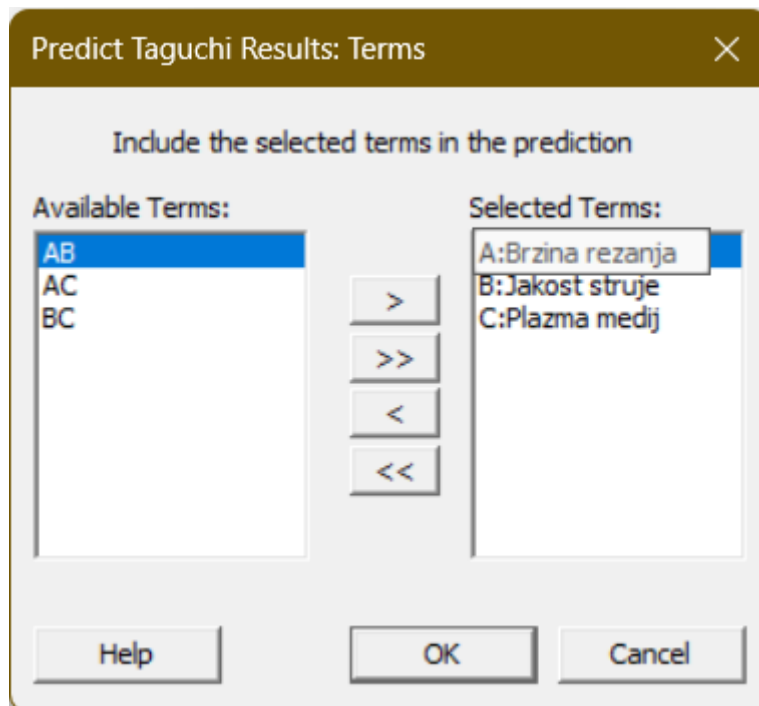 Predict Taguchi Results: Terms
Include the selected terms in the prediction
Available Terms:
AB
AC
BC
>
>>
<
<<
Selected Terms:
A:Brzina rezanja
B:Jakost struje
C:Plazma medij
Help
OK
Cancel